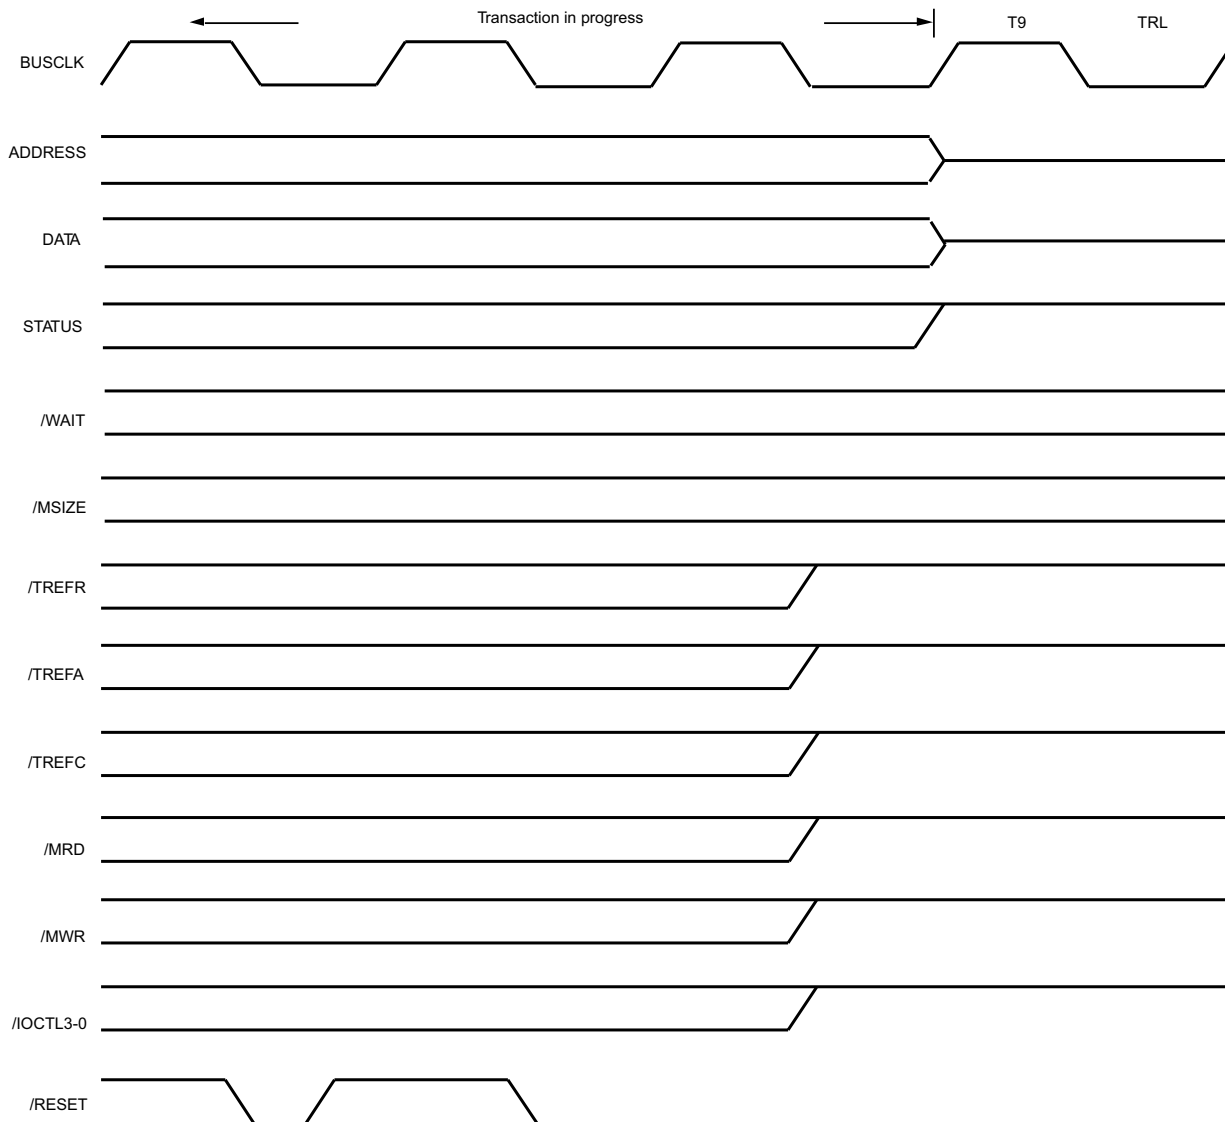 Transaction in progress
T9 TRL
BUSCLK
ADDRESS
DATA
STATUS
/WAIT
/MSIZE
/TREFR
/TREFA
/TREFC
/MRD
/MWR
/IOCTL3-0
/RESET